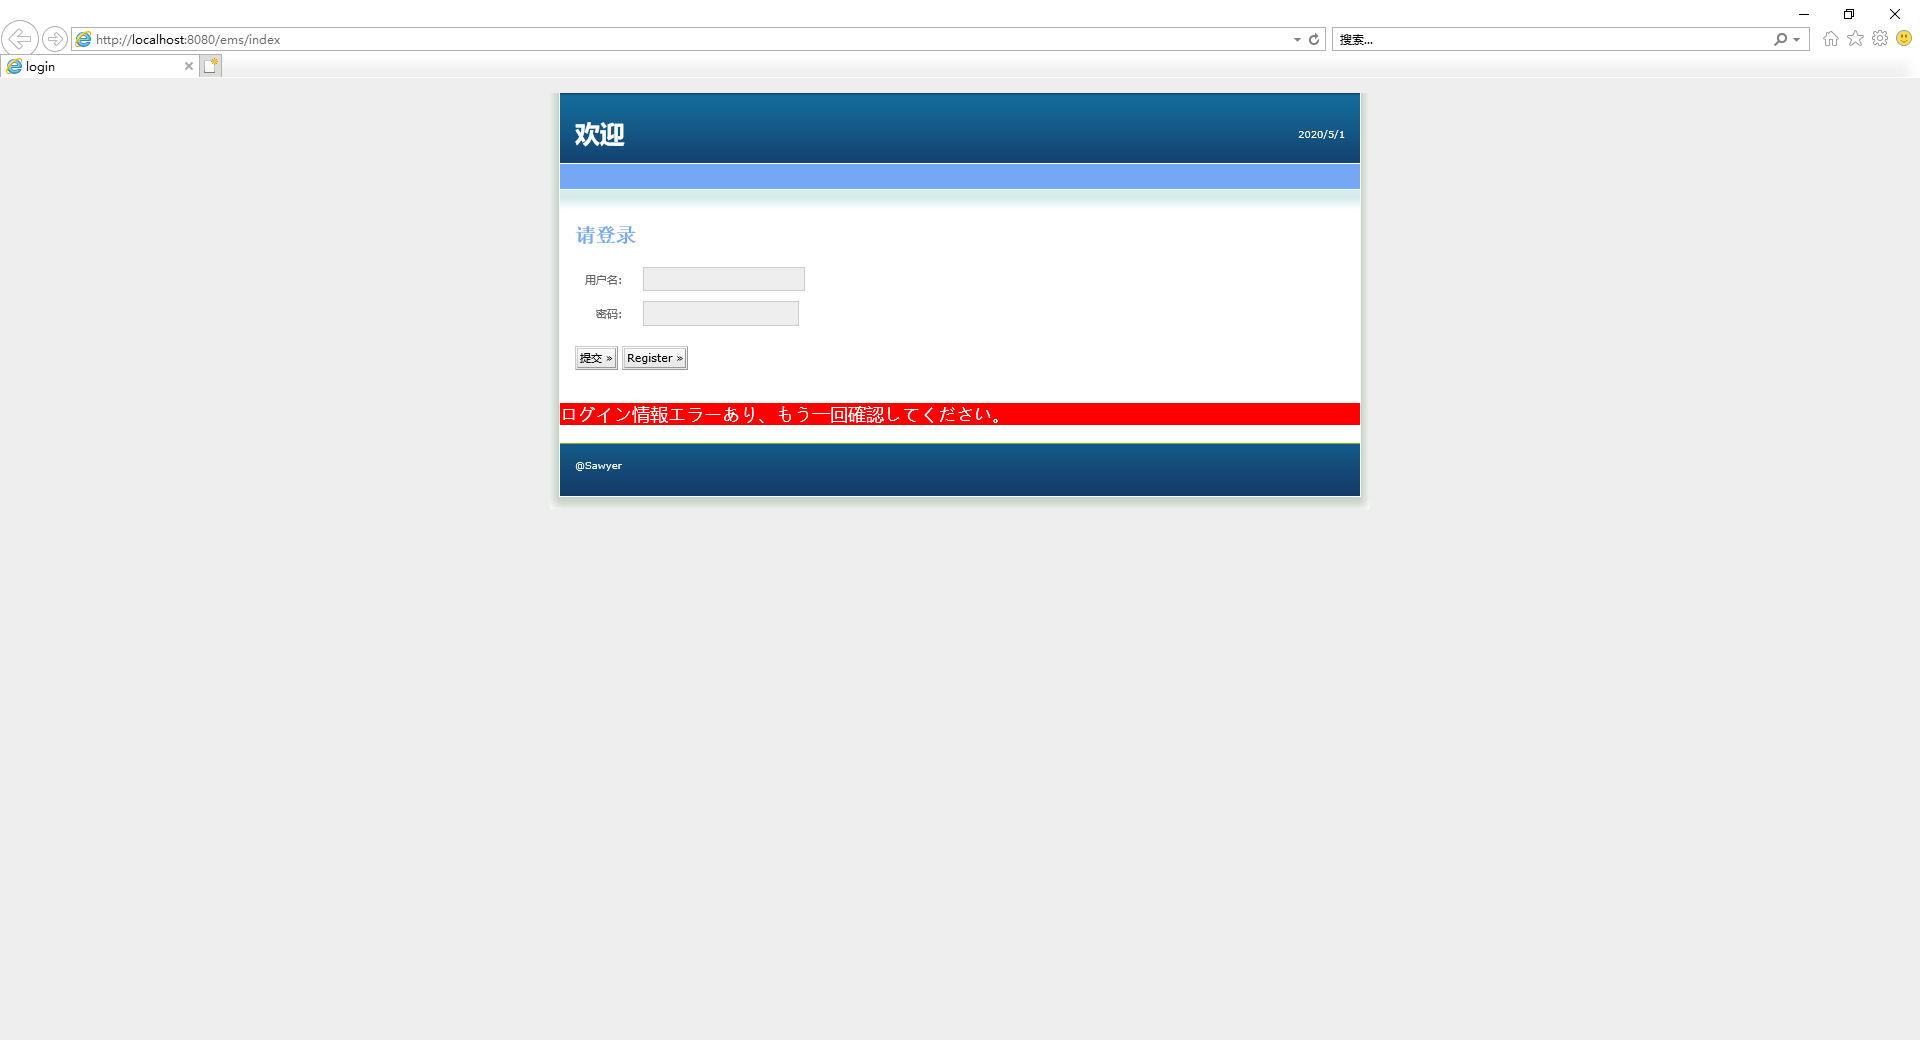 http://localhost:8080/ems/index
搜索...
login
欢迎
2020/5/1
请登录
用户名:
密码:
提交 »
Register »
ログイン情報エラーあり、もう一回確認してください。
@Sawyer